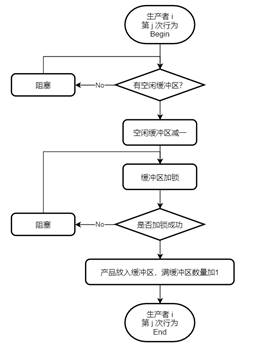 生产者 i
第 j 次行为
Begin
有空闲缓冲区?
No
阻塞
空闲缓冲区减一
缓冲区加锁
是否加锁成功
No
阻塞
产品放入缓冲区，满缓冲区数量加1
生产者 i
第 j 次行为
End